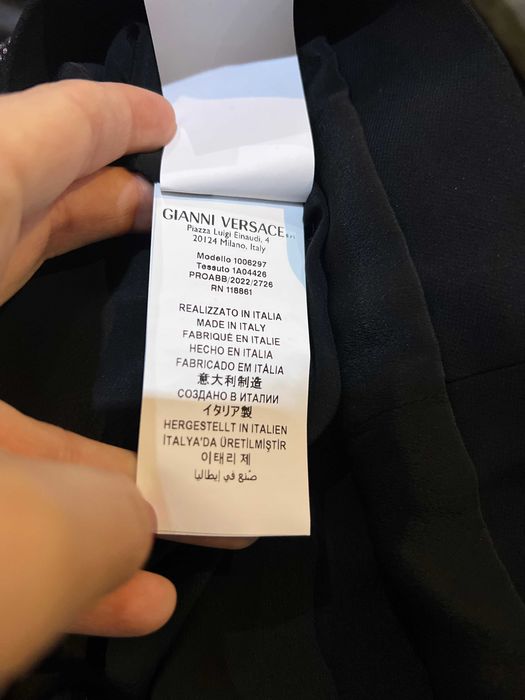 GIANNI VERSACE S.r.l.
Piazza Luigi Einaudi, 4
20124 Milano, Italy
Modello 1006297
Tessuto 1A04426
PROABB/2022/2726
RN 118861
REALIZZATO IN ITALIA
MADE IN ITALY
FABRIQUÉ EN ITALIE
HECHO EN ITALIA
FABRICADO EM ITÁLIA
意大利制造
СОЗДАНО В ИТАЛИИ
イタリア製
HERGESTELLT IN ITALIEN
İTALYA'DA ÜRETİLMİŞTİR
이태리 제
صُنع في إيطاليا